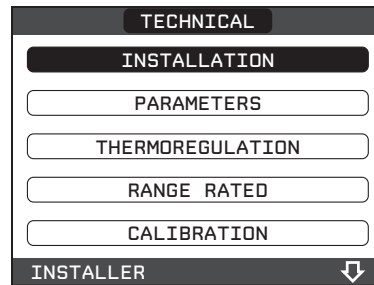 TECHNICAL
INSTALLATION
PARAMETERS
THERMOREGULATION
RANGE RATED
CALIBRATION
INSTALLER